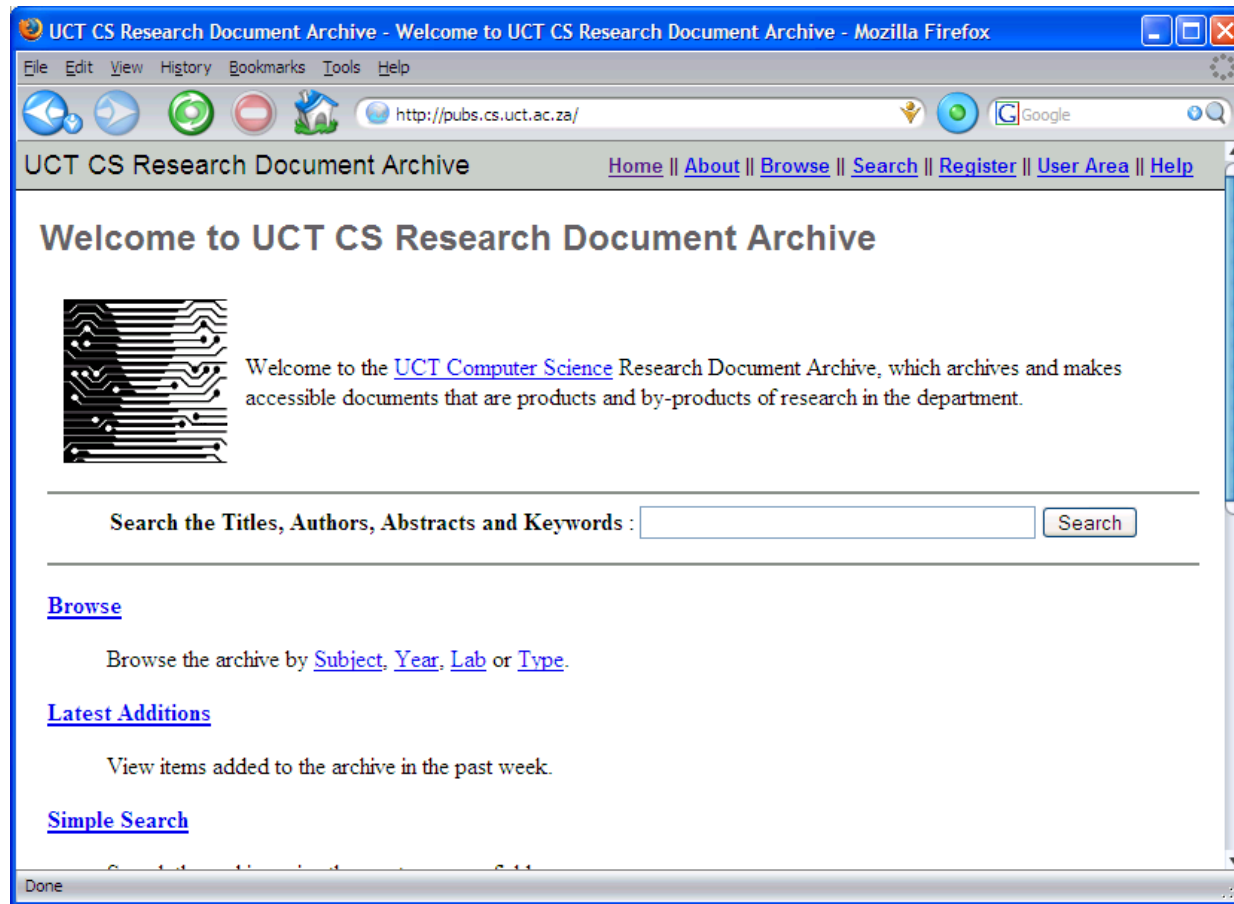 UCT CS Research Document Archive - Welcome to UCT CS Research Document Archive - Mozilla Firefox
File Edit View History Bookmarks Tools Help
http://pubs.cs.uct.ac.za/ G Google
UCT CS Research Document Archive Home || About || Browse || Search || Register || User Area || Help
Welcome to UCT CS Research Document Archive
Welcome to the UCT Computer Science Research Document Archive, which archives and makes
accessible documents that are products and by-products of research in the department.
Search the Titles, Authors, Abstracts and Keywords : Search
Browse
Browse the archive by Subject, Year, Lab or Type.
Latest Additions
View items added to the archive in the past week.
Simple Search
Done